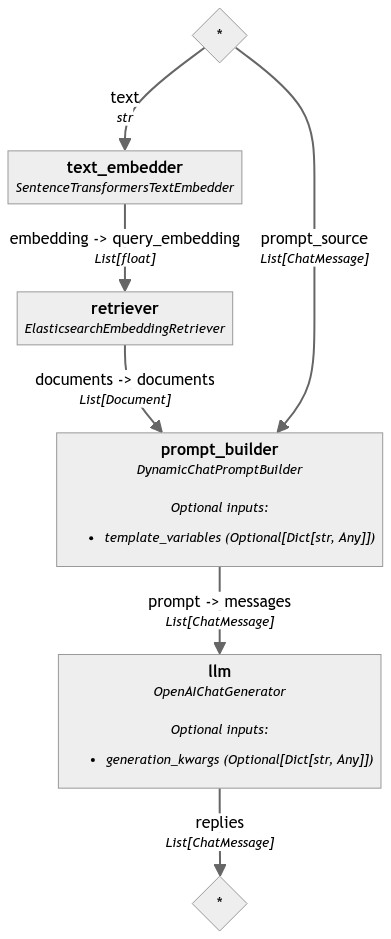 *
text
str
text_embedder
SentenceTransformersTextEmbedder
embedding -> query_embedding
List[float]
prompt_source
List[ChatMessage]
retriever
ElasticsearchEmbeddingRetriever
documents -> documents
List[Document]
prompt_builder
DynamicChatPromptBuilder
Optional inputs:
• template_variables (Optional[Dict[str, Any]])
prompt -> messages
List[ChatMessage]
llm
OpenAIChatGenerator
Optional inputs:
• generation_kwargs (Optional[Dict[str, Any]])
replies
List[ChatMessage]
*